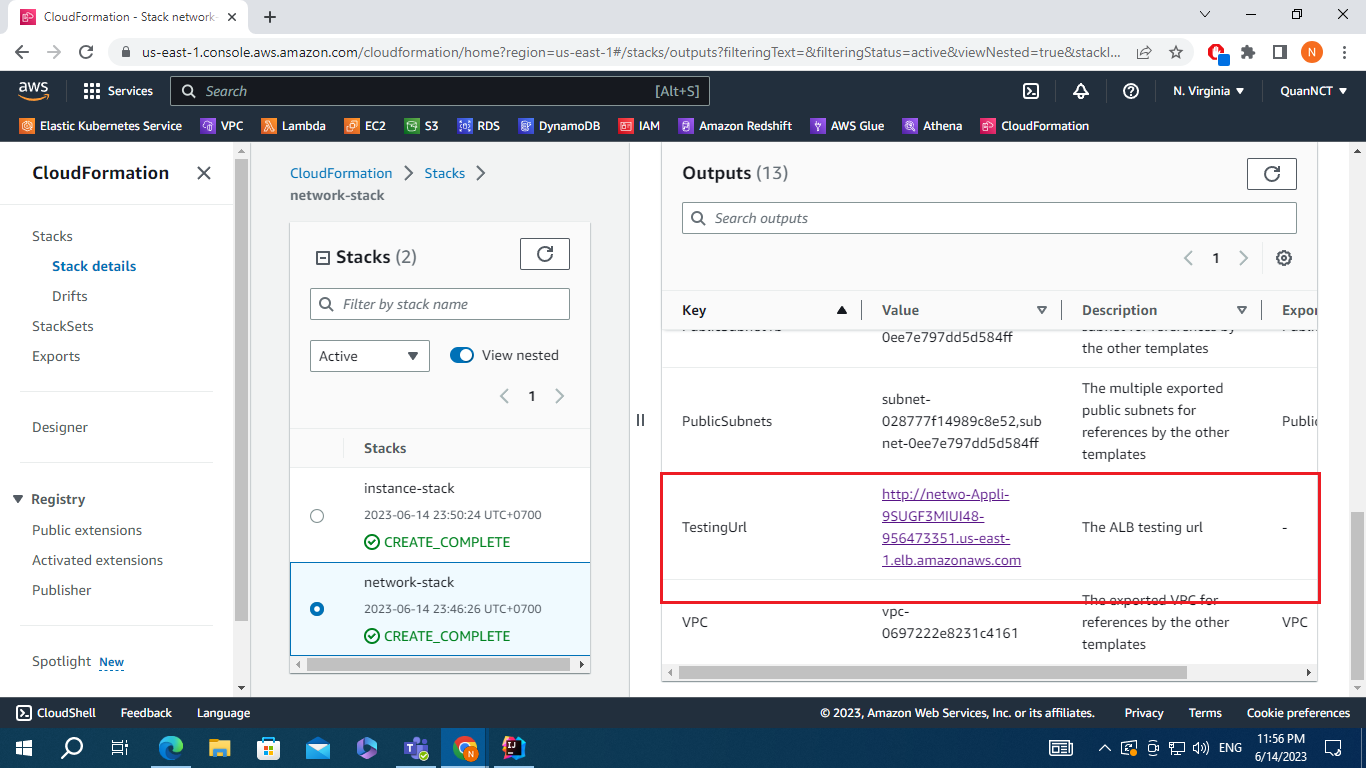 CloudFormation - Stack network-
us-east-1.console.aws.amazon.com/cloudformation/home?region=us-east-1#/stacks/outputs?filteringText=&filteringStatus=active&viewNested=true&stackI...
N
aws
Services
Search
[Alt+S]
N. Virginia
QuanNCT
Elastic Kubernetes Service
VPC
Lambda
EC2
S3
RDS
DynamoDB
IAM
Amazon Redshift
AWS Glue
Athena
CloudFormation
CloudFormation
Stacks
Stack details
Drifts
StackSets
Exports
Designer
Registry
Public extensions
Activated extensions
Publisher
Spotlight New
CloudFormation
Stacks
network-stack
Stacks (2)
Filter by stack name
Active
View nested
1
Stacks
instance-stack
2023-06-14 23:50:24 UTC+0700
CREATE_COMPLETE
network-stack
2023-06-14 23:46:26 UTC+0700
CREATE_COMPLETE
Outputs (13)
Search outputs
1
Key
Value
Description
Expor
0ee7e797dd5d584ff
subnet for references by
the other templates
PublicSubnets
subnet-
028777f14989c8e52,sub
net-0ee7e797dd5d584ff
The multiple exported
public subnets for
references by the other
templates
Public
TestingUrl
http://netwo-Appli-
9SUGF3MIUI48-
956473351.us-east-
1.elb.amazonaws.com
The ALB testing url
-
VPC
vpc-
0697222e8231c4161
The exported VPC for
references by the other
templates
VPC
CloudShell
Feedback
Language
© 2023, Amazon Web Services, Inc. or its affiliates.
Privacy
Terms
Cookie preferences
N
ENG
11:56 PM
6/14/2023